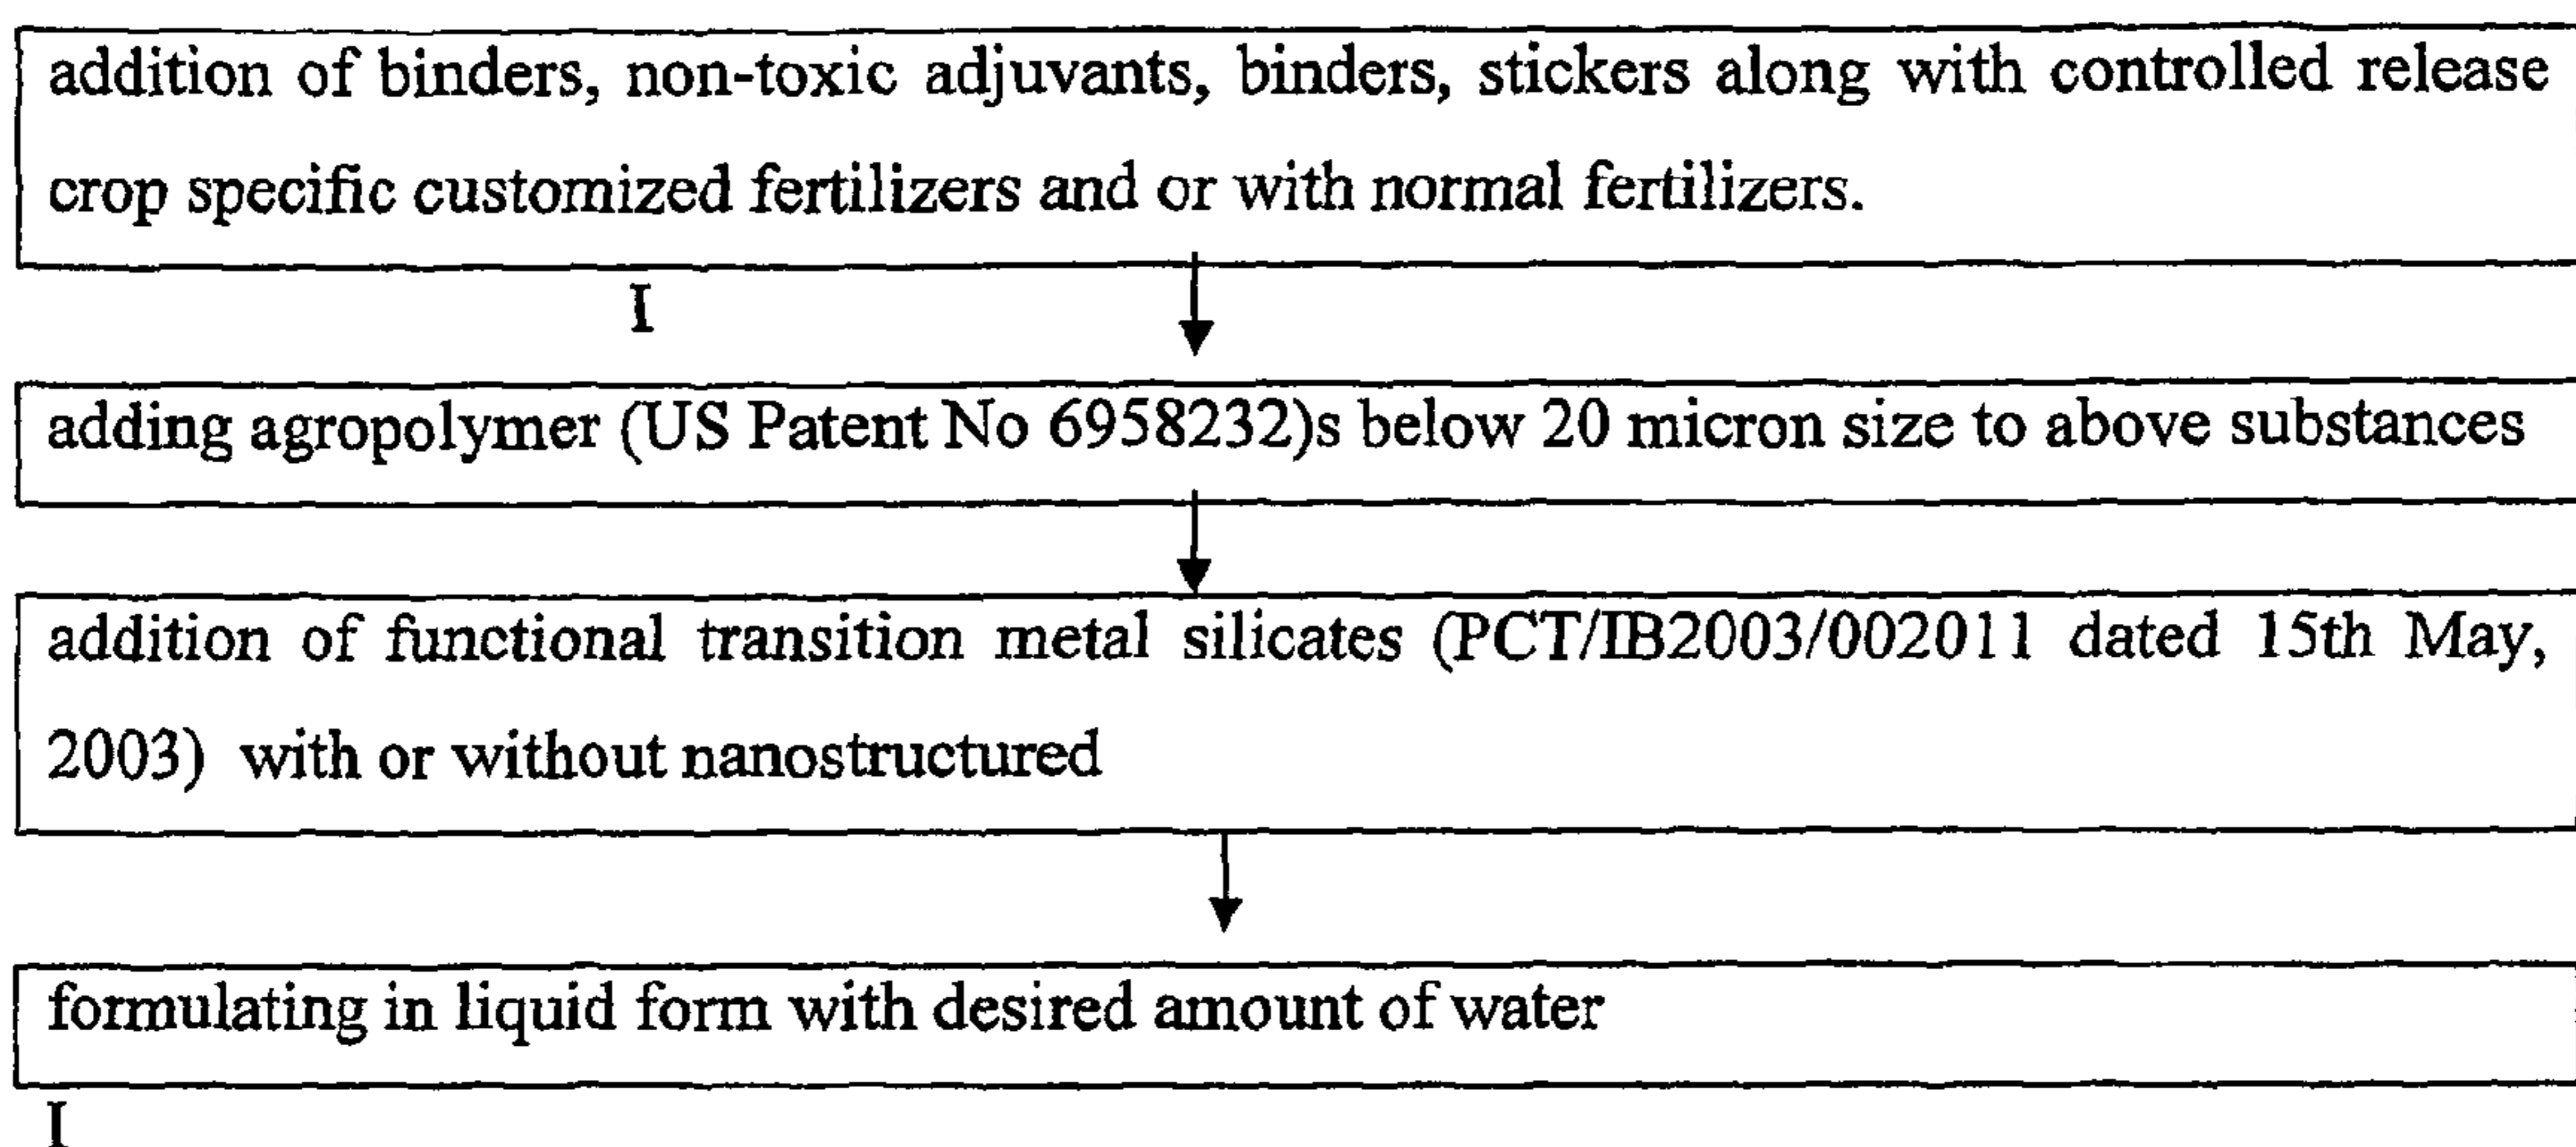 addition of binders, non-toxic adjuvants, binders, stickers along with controlled release
crop specific customized fertilizers and or with normal fertilizers.
I
adding agropolymer (US Patent No 6958232)s below 20 micron size to above substances
addition of functional transition metal silicates (PCT/IB2003/002011 dated 15th May,
2003) with or without nanostructured
formulating in liquid form with desired amount of water
I